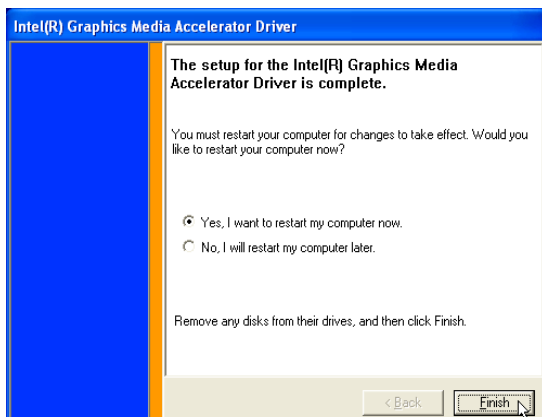 Intel(R) Graphics Media Accelerator Driver
The setup for the Intel(R) Graphics Media
Accelerator Driver is complete.
You must restart your computer for changes to take effect. Would you
like to restart your computer now?
Yes, I want to restart my computer now.
No, I will restart my computer later.
Remove any disks from their drives, and then click Finish.
< Back
Finish